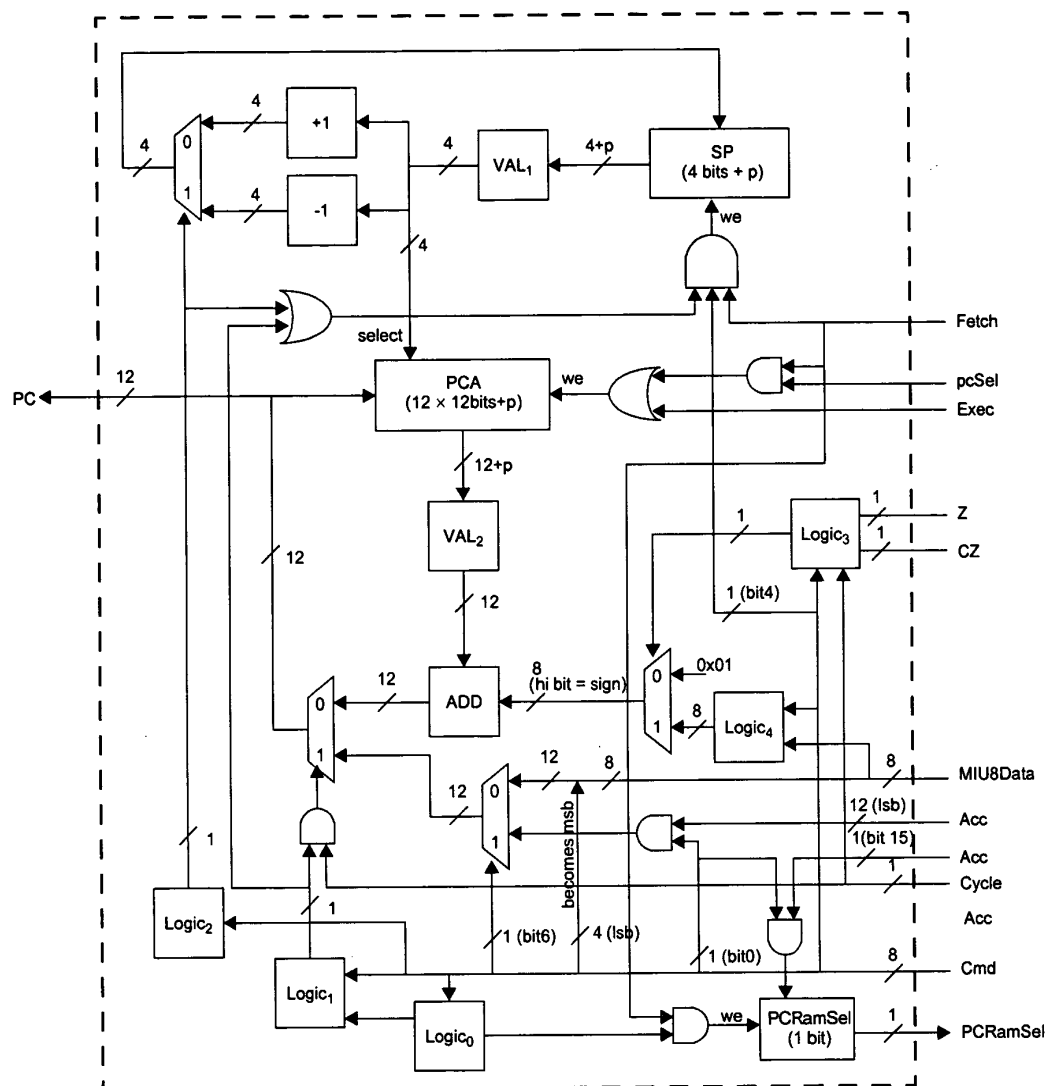 4
0
1
4
+1
4
-1
4
VAL₁
4+p
SP
(4 bits + p)
we
4
select
Fetch
pcSel
Exec
PC
12
PCA
(12 × 12bits+p)
we
12+p
VAL₂
12
12
1
Logic₃
1
Z
1
CZ
1 (bit4)
0
1
0x01
8
(hi bit = sign)
ADD
12
0
1
8
Logic₄
12
0
1
12
8
8
MIU8Data
12 (lsb)
Acc
1(bit 15)
Acc
1
Cycle
Acc
becomes msb
1
1
Logic₂
1 (bit6)
4 (lsb)
1 (bit0)
8
Cmd
Logic₁
Logic₀
we
PCRamSel
(1 bit)
1
PCRamSel